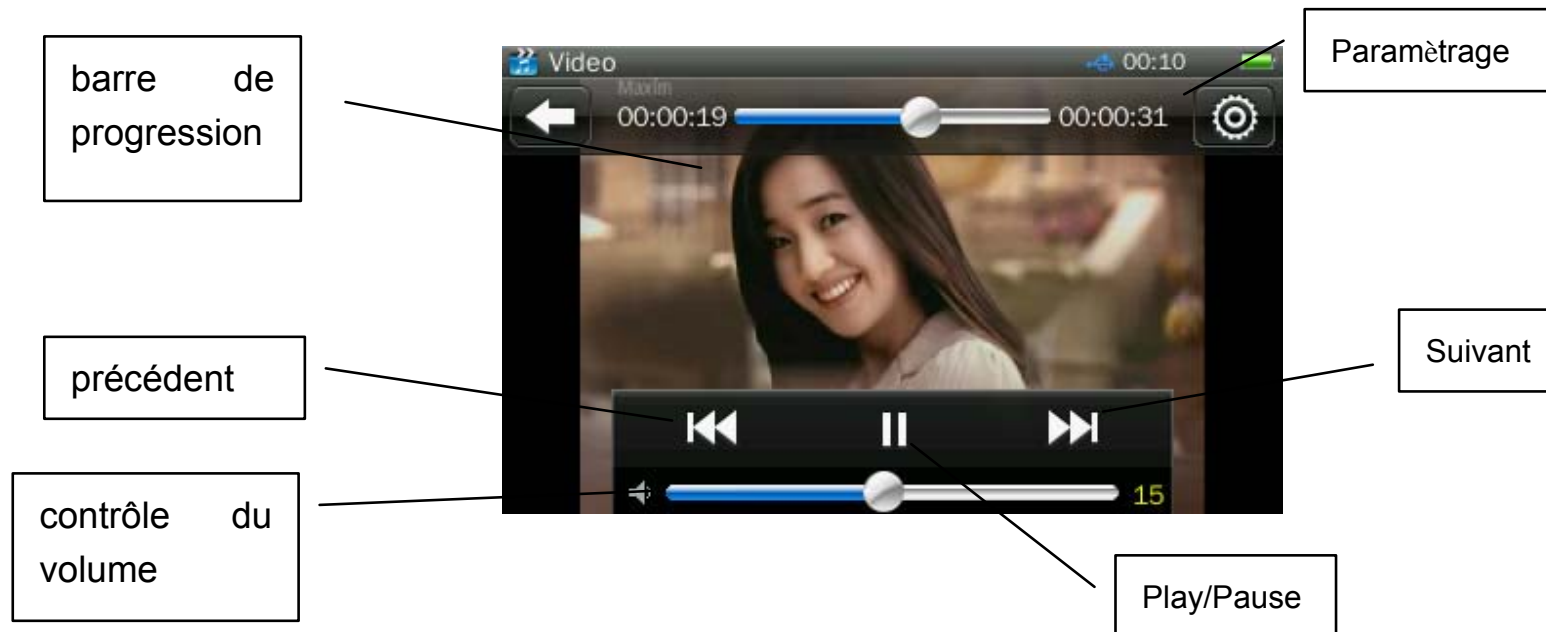 barre de
progression
Paramètrage
Video
00:10
Maxim
00:00:19
00:00:31
précédent
Suivant
15
contrôle du
volume
Play/Pause